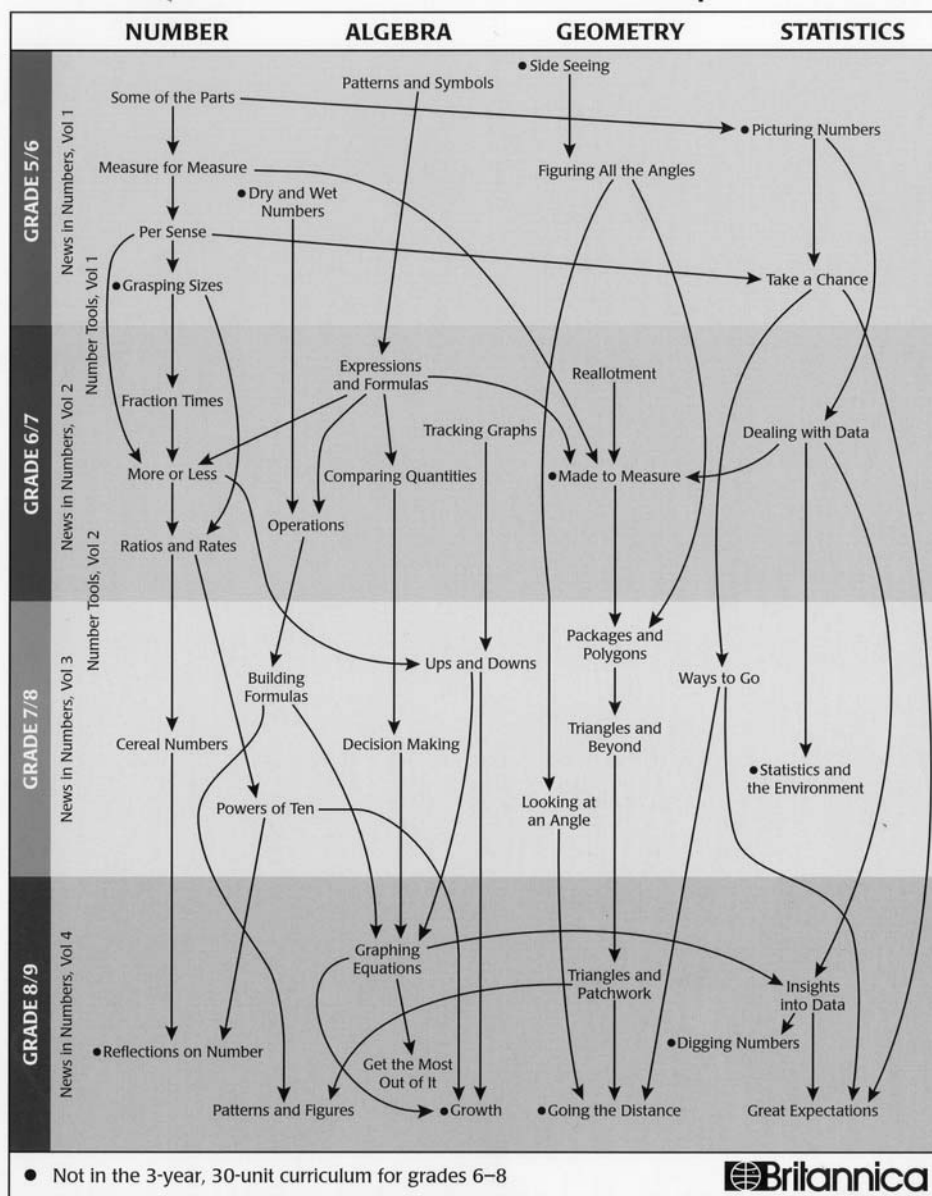 NUMBER
ALGEBRA
GEOMETRY
STATISTICS
GRADE 5/6
News in Numbers, Vol 1
Number Tools, Vol 1
Some of the Parts
Patterns and Symbols
● Side Seeing
● Picturing Numbers
Measure for Measure
● Dry and Wet
Numbers
Figuring All the Angles
Per Sense
● Grasping Sizes
Take a Chance
GRADE 6/7
News in Numbers, Vol 2
Number Tools, Vol 2
Expressions
and Formulas
Reallotment
Fraction Times
Tracking Graphs
Dealing with Data
More or Less
Comparing Quantities
● Made to Measure
Operations
Ratios and Rates
GRADE 7/8
News in Numbers, Vol 3
Packages and
Polygons
Ups and Downs
Building
Formulas
Ways to Go
Cereal Numbers
Decision Making
Triangles and
Beyond
● Statistics and
the Environment
Powers of Ten
Looking at
an Angle
GRADE 8/9
News in Numbers, Vol 4
Graphing
Equations
Triangles and
Patchwork
Insights
into Data
● Reflections on Number
● Digging Numbers
Get the Most
Out of It
Patterns and Figures
● Growth
● Going the Distance
Great Expectations
● Not in the 3-year, 30-unit curriculum for grades 6–8
Britannica